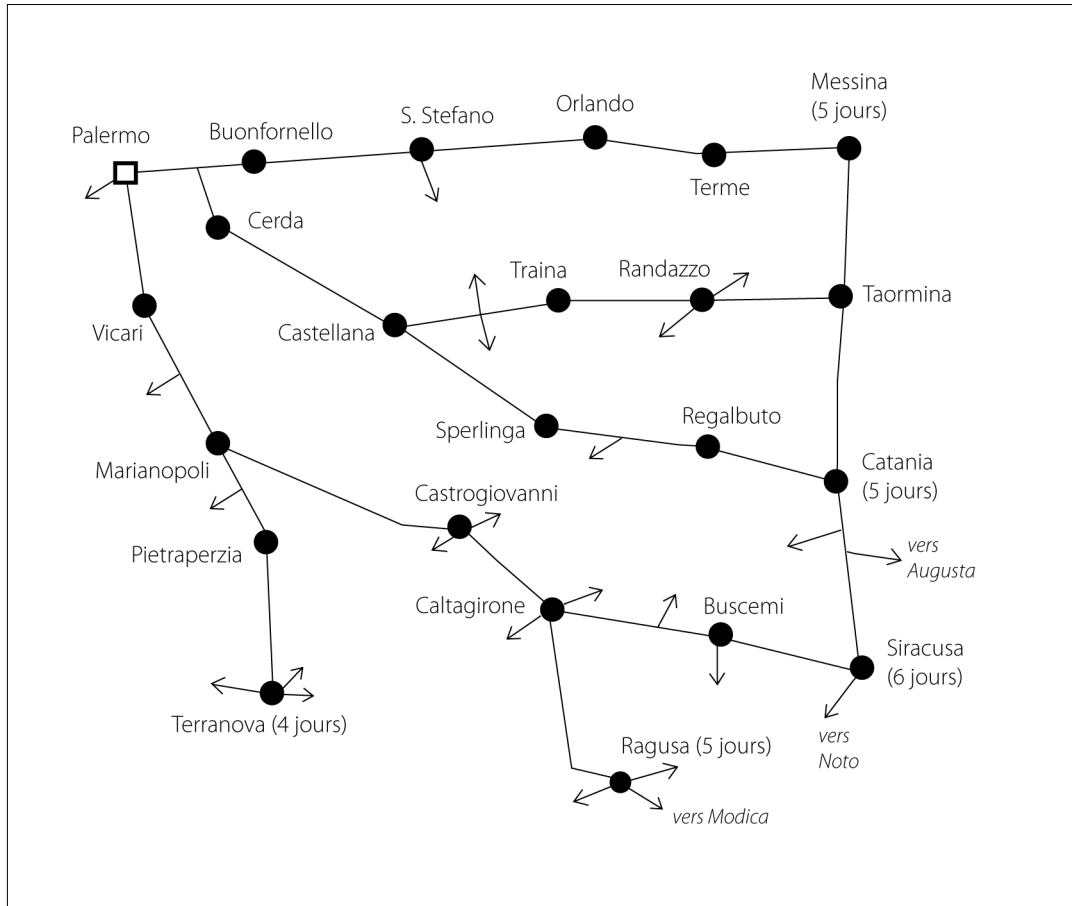 Messina
(5 jours)
Orlando
S. Stefano
Buonfornello
Palermo
Terme
Cerda
Traina
Randazzo
Taormina
Castellana
Vicari
Regalbuto
Sperlinga
Catania
(5 jours)
Marianopoli
Castrogiovanni
vers
Augusta
Pietraperzia
Caltagirone
Buscemi
Siracusa
(6 jours)
Terranova (4 jours)
vers
Noto
Ragusa (5 jours)
vers Modica